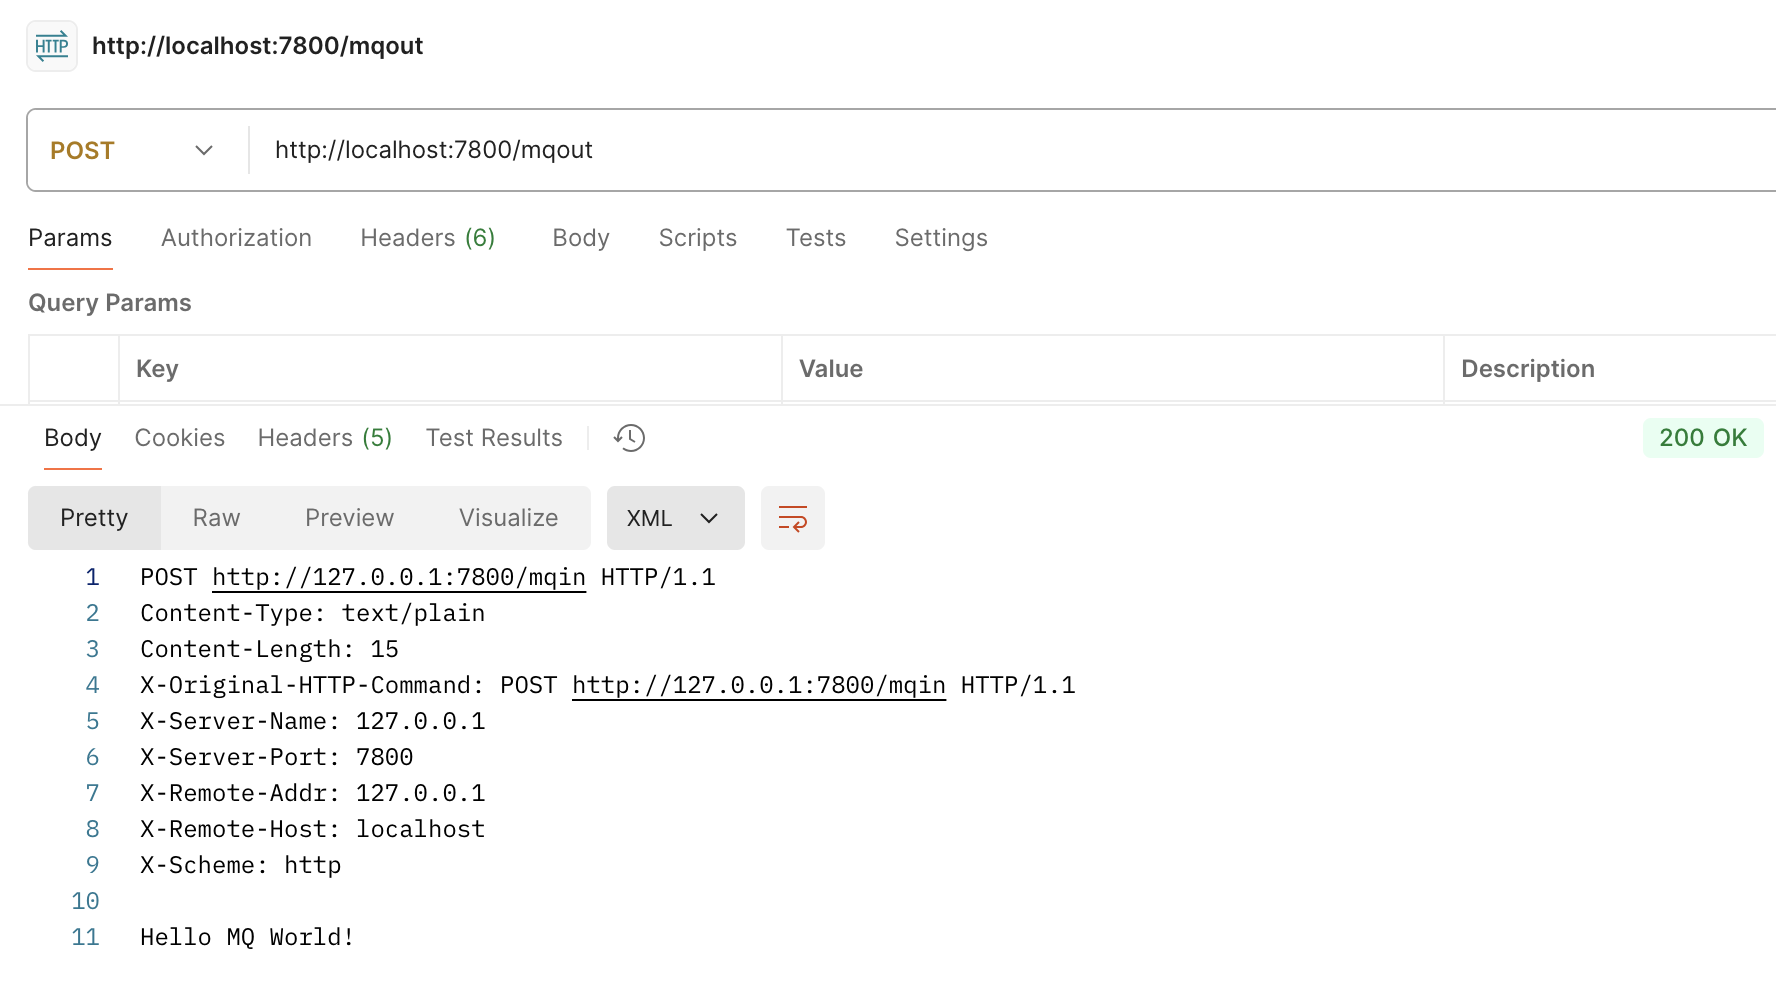 HTTP http://localhost:7800/mqout
POST http://localhost:7800/mqout
Params Authorization Headers (6) Body Scripts Tests Settings
Query Params
Key Value Description
Body Cookies Headers (5) Test Results 200 OK
Pretty Raw Preview Visualize XML
1 POST http://127.0.0.1:7800/mqin HTTP/1.1
2 Content-Type: text/plain
3 Content-Length: 15
4 X-Original-HTTP-Command: POST http://127.0.0.1:7800/mqin HTTP/1.1
5 X-Server-Name: 127.0.0.1
6 X-Server-Port: 7800
7 X-Remote-Addr: 127.0.0.1
8 X-Remote-Host: localhost
9 X-Scheme: http
10
11 Hello MQ World!